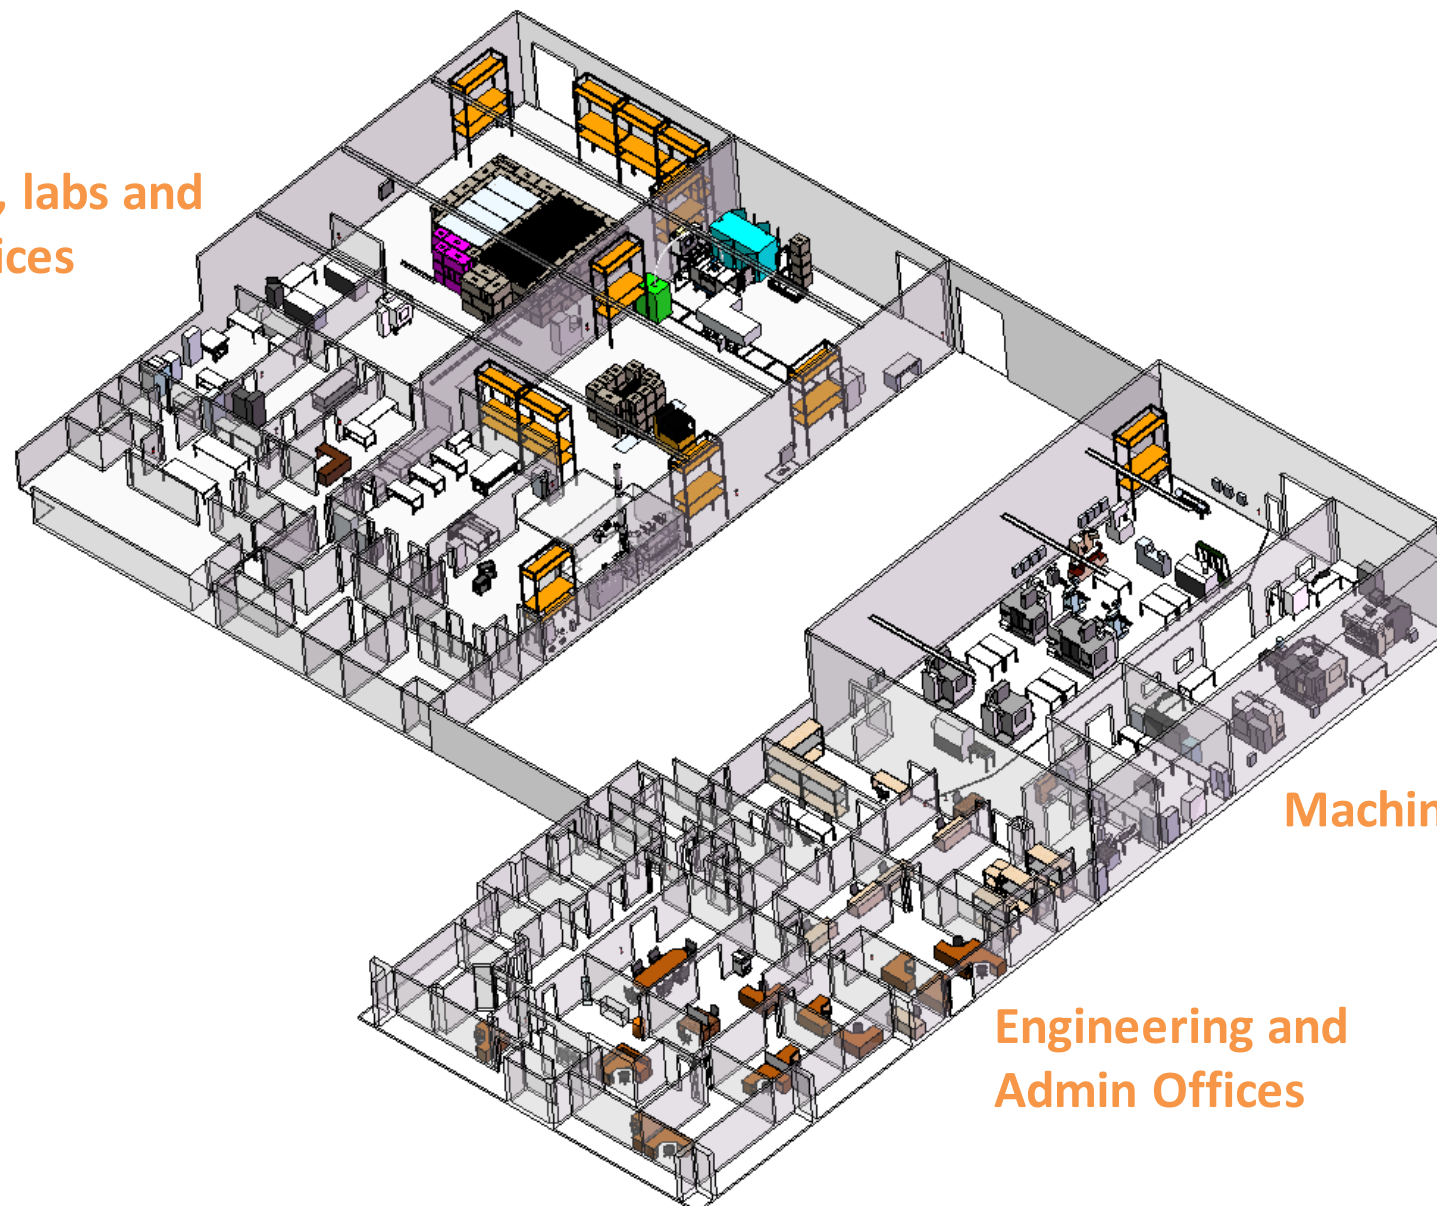 , labs and
ices
Machin
Engineering and
Admin Offices